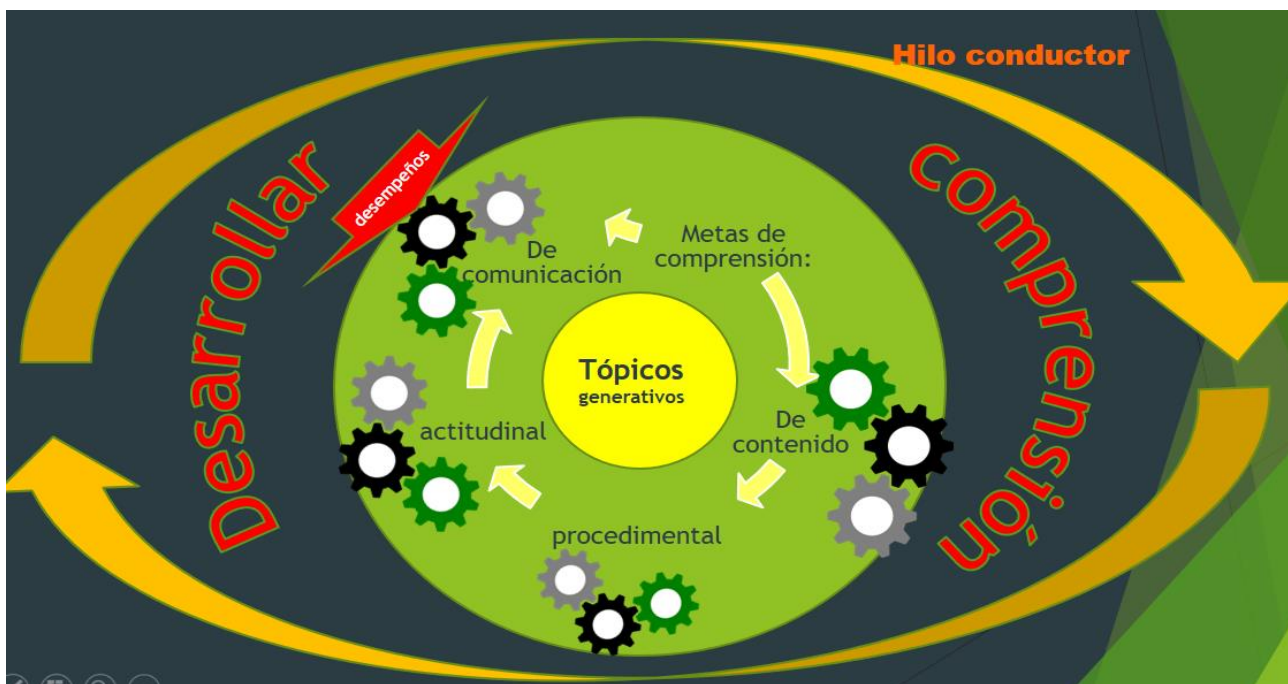 Hilo conductor
Desarrollar
desempeños
comprensión
Metas de
comprensión:
De
comunicación
Tópicos
generativos
De
contenido
actitudinal
procedimental